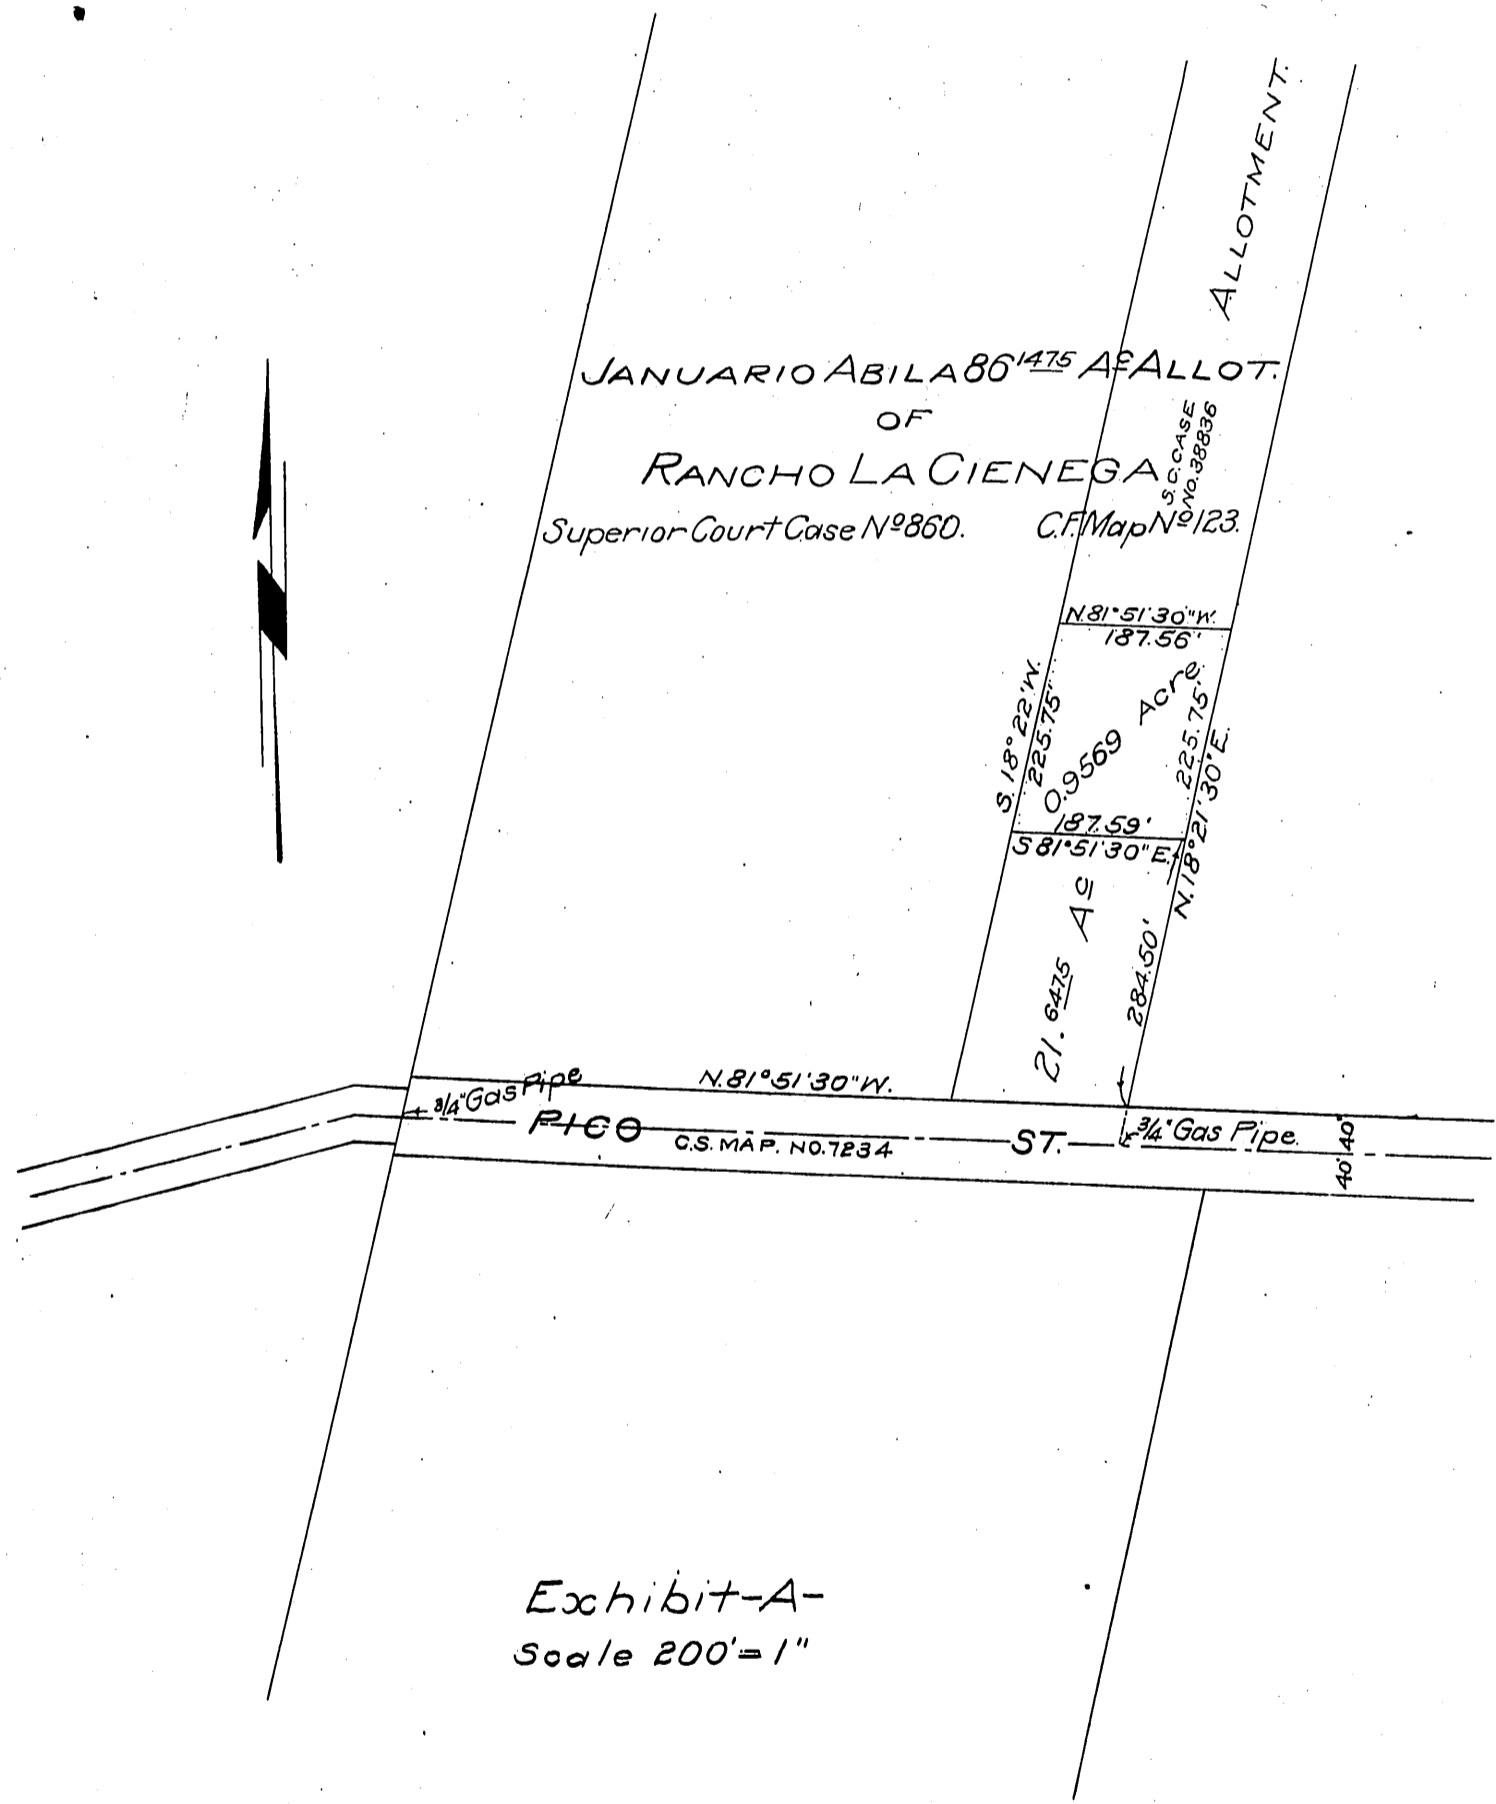 ALLOTMENT.
JANUARIO ABILA 86 1475 Ac ALLOT.
OF
RANCHO LA CIENEGA
S.C. CASE
No. 38836
Superior Court Case Nº 860. C.F. Map Nº 123.
N.81°51'30"W.
187.56'
S. 18° 22' W.
225.75'
0.9569 Acre.
225.75'
N. 18° 21' 30" E.
187.59'
S 81°51'30" E.
21. 6475 Ac
284.50'
N.81°51'30"W.
3/4" Gas Pipe
PICO ST.
C.S. MAP. NO. 7234
3/4" Gas Pipe.
40' 40'
Exhibit-A-
Scale 200' = 1"